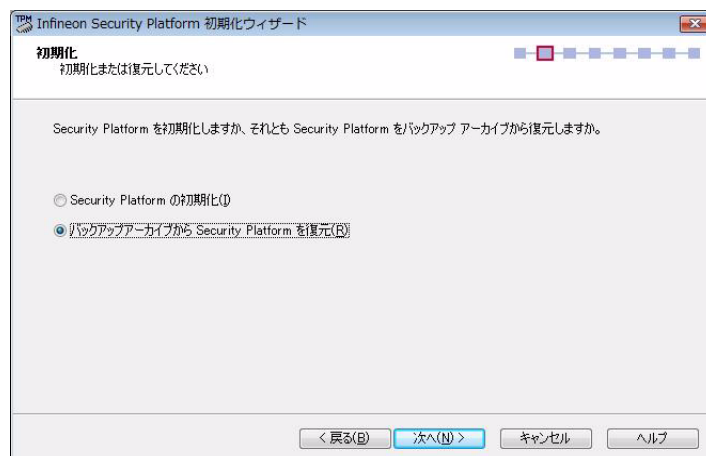 TPM
Infineon Security Platform 初期化ウィザード
初期化
初期化または復元してください
Security Platform を初期化しますか、それとも Security Platform をバックアップ アーカイブから復元しますか。
Security Platform の初期化(I)
バックアップアーカイブから Security Platform を復元(R)
< 戻る(B)
次へ(N) >
キャンセル
ヘルプ